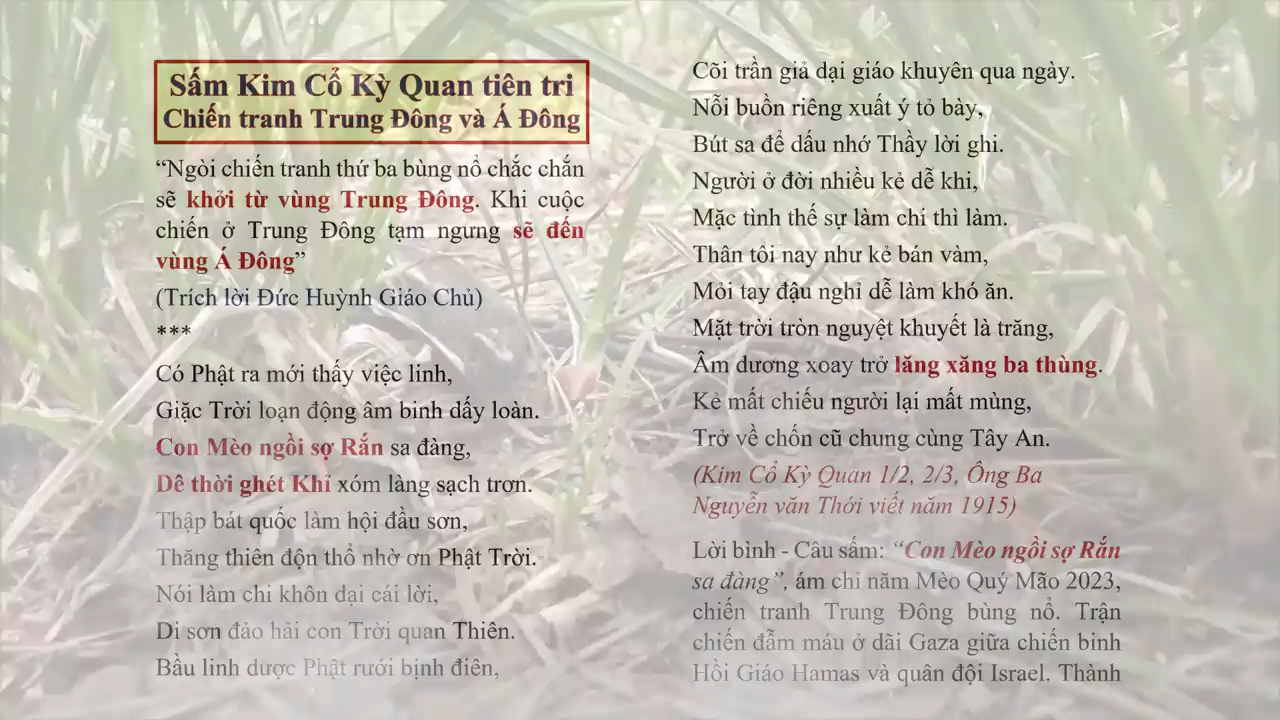 Sấm Kim Cổ Kỳ Quan tiên tri
Chiến tranh Trung Đông và Á Đông
“Ngòi chiến tranh thứ ba bùng nổ chắc chắn
sẽ khởi từ vùng Trung Đông. Khi cuộc
chiến ở Trung Đông tạm ngưng sẽ đến
vùng Á Đông”
(Trích lời Đức Huỳnh Giáo Chủ)
***
Có Phật ra mới thấy việc linh,
Giặc Trời loạn động âm binh dấy loàn.
Con Mèo ngồi sợ Rắn sa đàng,
Dê thời ghét Khỉ xóm làng sạch trơn.
Thập bát quốc làm hội đầu sơn,
Thăng thiên độn thổ nhờ ơn Phật Trời.
Nói làm chi khôn dại cái lời,
Di sơn đảo hải con Trời quan Thiên.
Bầu linh dược Phật rưới bịnh điên,
Cõi trần giả dại giáo khuyên qua ngày.
Nỗi buồn riêng xuất ý tỏ bày,
Bút sa để dấu nhớ Thầy lời ghi.
Người ở đời nhiều kẻ dễ khi,
Mặc tình thế sự làm chi thì làm.
Thân tôi nay như kẻ bán vàm,
Mỏi tay đậu nghỉ dễ làm khó ăn.
Mặt trời tròn nguyệt khuyết là trăng,
Âm dương xoay trở lăng xăng ba thùng.
Kẻ mất chiếu người lại mất mùng,
Trở về chốn cũ chung cùng Tây An.
(Kim Cổ Kỳ Quan 1/2, 2/3, Ông Ba
Nguyễn văn Thới viết năm 1915)
Lời bình - Câu sấm: “Con Mèo ngồi sợ Rắn
sa đàng”, ám chỉ năm Mèo Quý Mão 2023,
chiến tranh Trung Đông bùng nổ. Trận
chiến đẫm máu ở dãi Gaza giữa chiến binh
Hồi Giáo Hamas và quân đội Israel. Thành